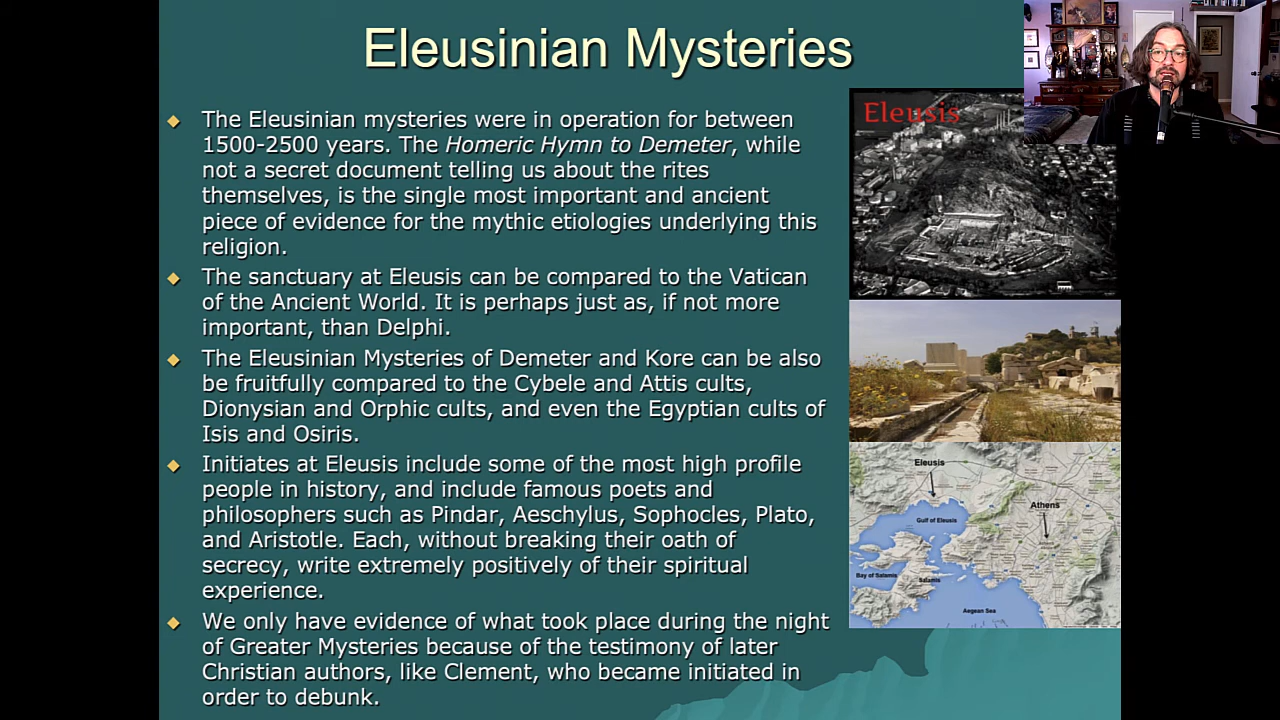 Eleusinian Mysteries
The Eleusinian mysteries were in operation for between
1500-2500 years. The Homeric Hymn to Demeter, while
not a secret document telling us about the rites
themselves, is the single most important and ancient
piece of evidence for the mythic etiologies underlying this
religion.
The sanctuary at Eleusis can be compared to the Vatican
of the Ancient World. It is perhaps just as, if not more
important, than Delphi.
The Eleusinian Mysteries of Demeter and Kore can be also
be fruitfully compared to the Cybele and Attis cults,
Dionysian and Orphic cults, and even the Egyptian cults of
Isis and Osiris.
Initiates at Eleusis include some of the most high profile
people in history, and include famous poets and
philosophers such as Pindar, Aeschylus, Sophocles, Plato,
and Aristotle. Each, without breaking their oath of
secrecy, write extremely positively of their spiritual
experience.
We only have evidence of what took place during the night
of Greater Mysteries because of the testimony of later
Christian authors, like Clement, who became initiated in
order to debunk.
Eleusis
Eleusis
Athens
Gulf of Eleusis
Bay of Salamis
Salamis
Aegean Sea